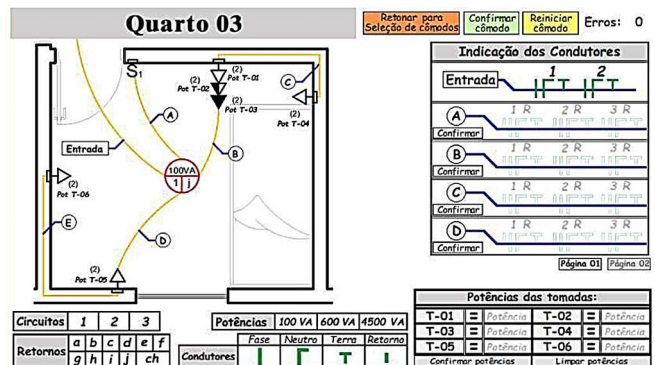 Quarto 03
Retonar para Seleção de cômodos
Confirmar cômodo
Reiniciar cômodo
Erros: 0
Indicação dos Condutores
Entrada 1 2
A 1 R 2 R 3 R
Confirmar
B 1 R 2 R 3 R
Confirmar
C 1 R 2 R 3 R
Confirmar
D 1 R 2 R 3 R
Confirmar
Página 01 Página 02
S1
(2) Pot T-01
(2) Pot T-02
(2) Pot T-03
C
(2) Pot T-04
A
Entrada
B
100VA
1 j
(2) Pot T-06
E
D
(2) Pot T-05
Potências das tomadas:
T-01 = Potência T-02 = Potência
T-03 = Potência T-04 = Potência
T-05 = Potência T-06 = Potência
Confirmar potências Limpar potências
Circuitos 1 2 3
Potências 100 VA 600 VA 4500 VA
Retornos a b c d e f
g h i j ch
Condutores Fase Neutro Terra Retorno